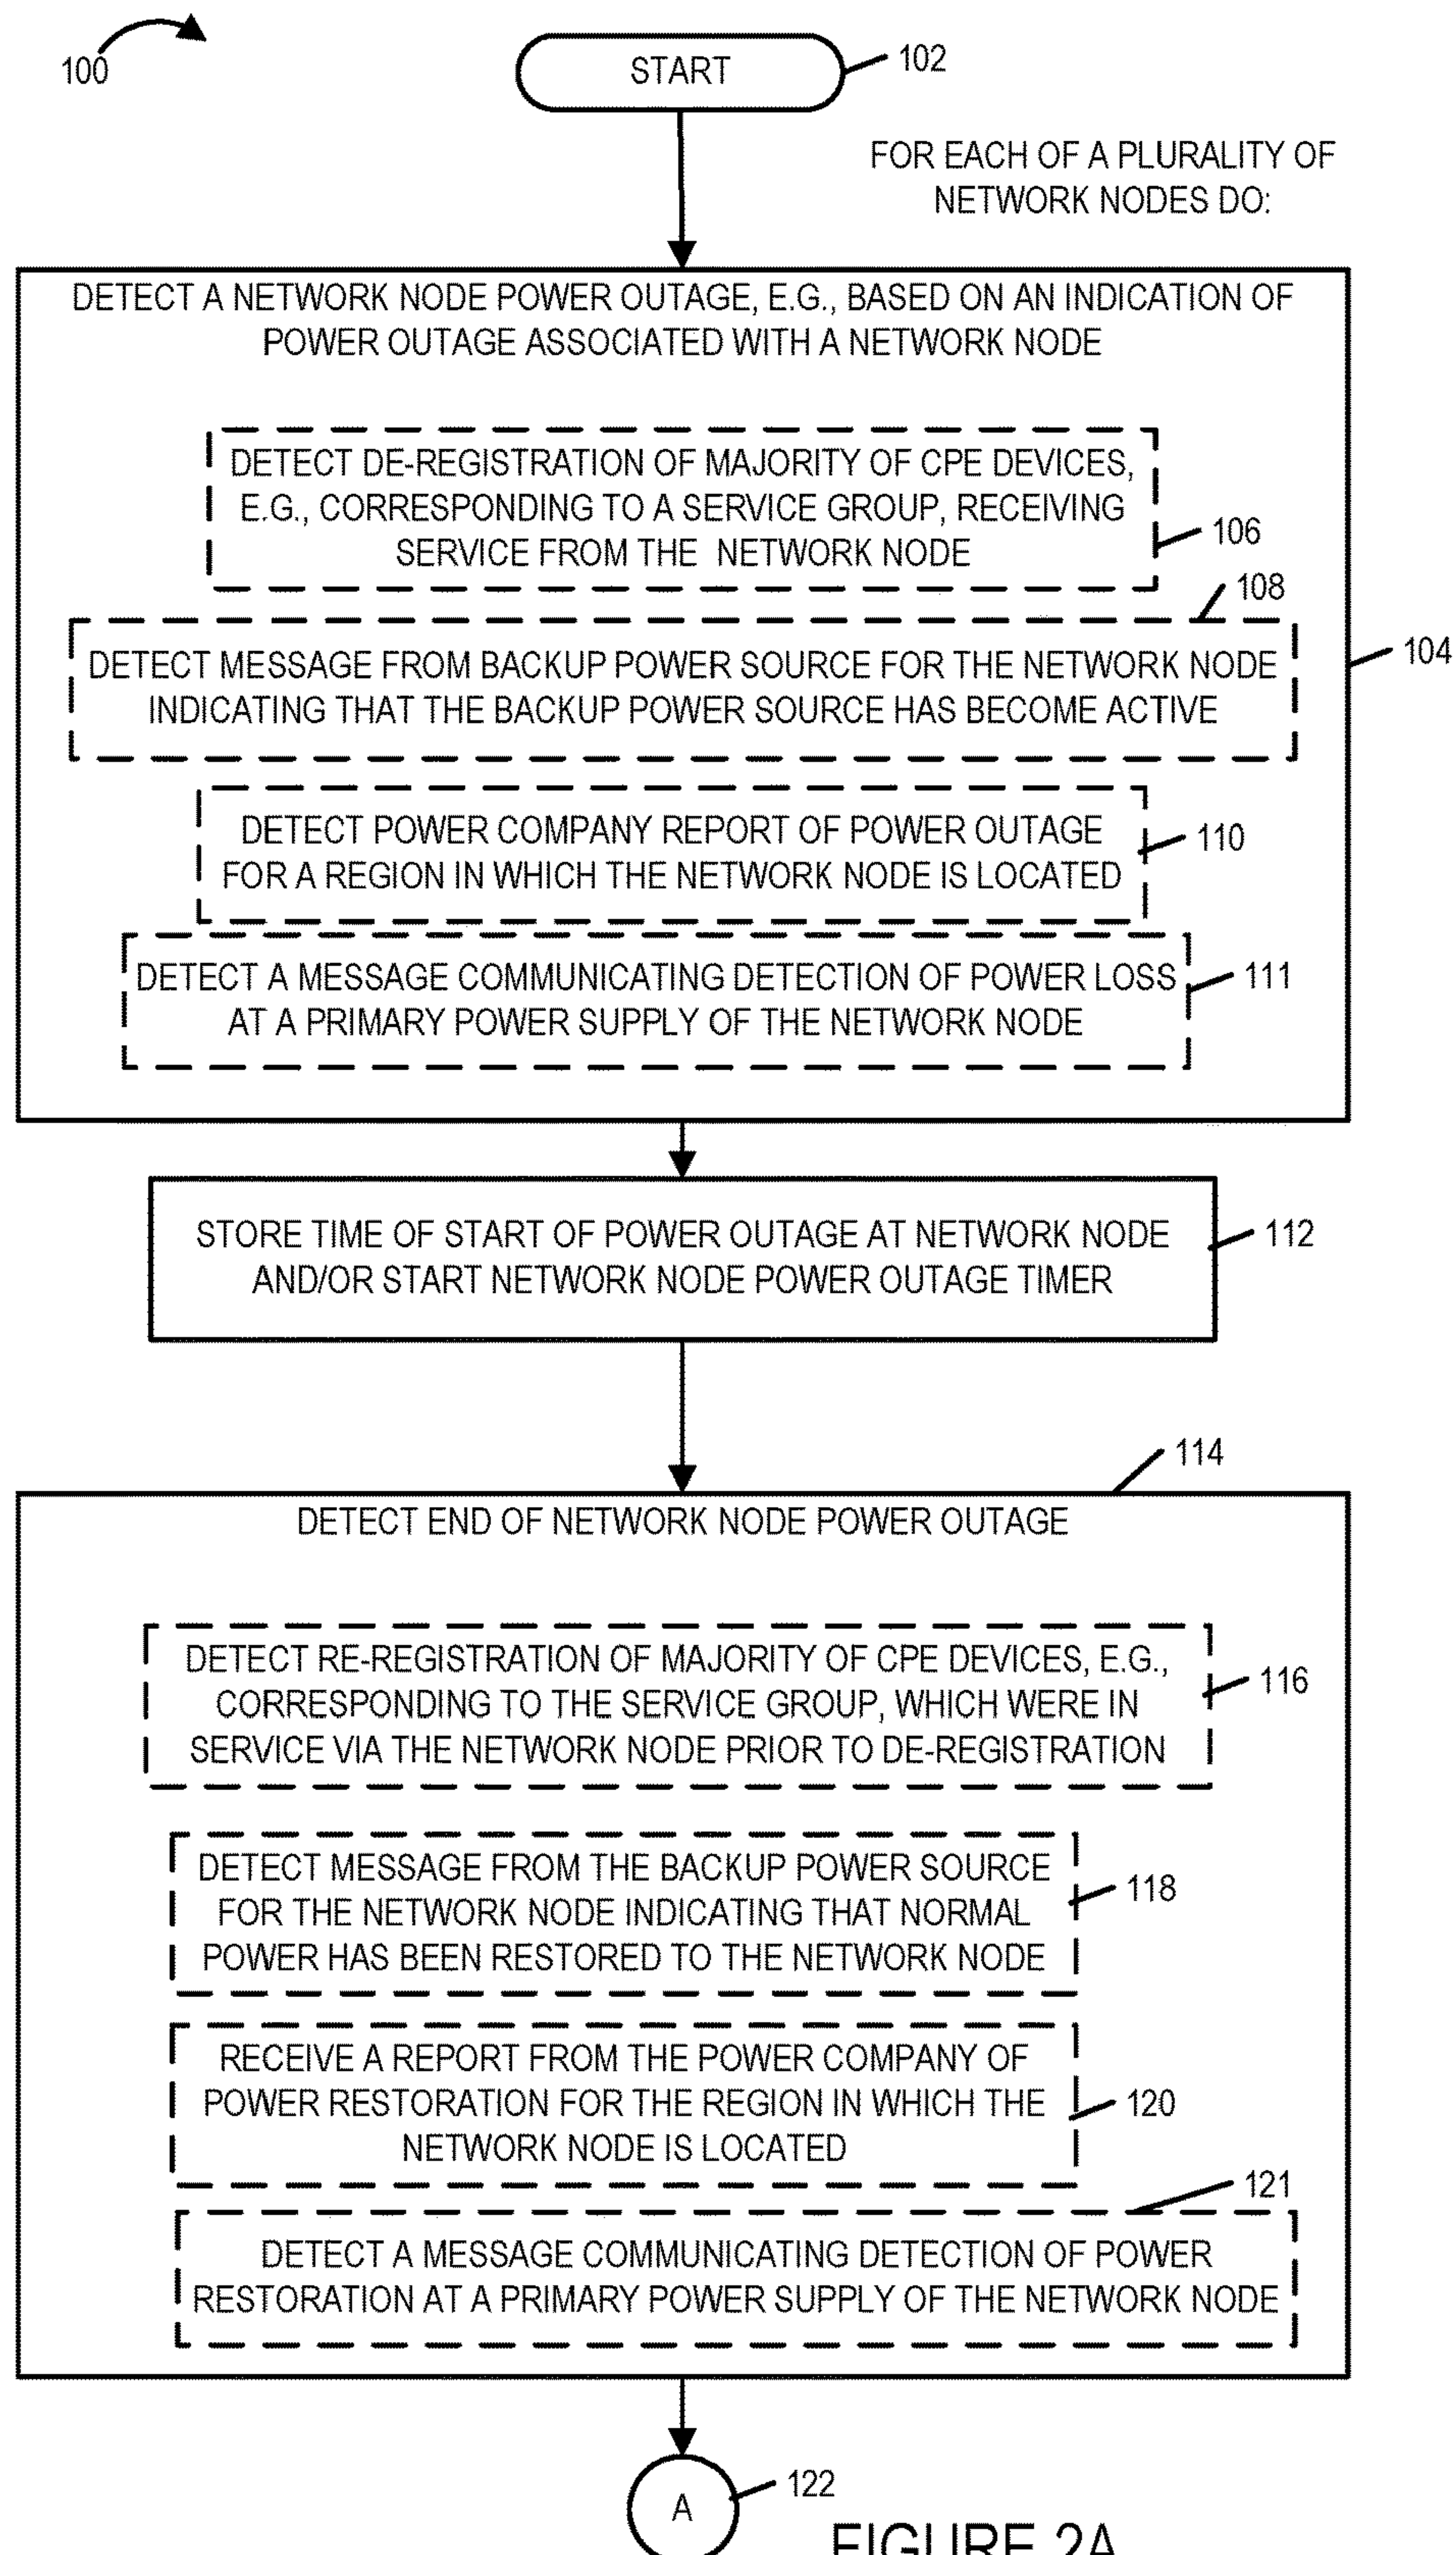 100
START
102
FOR EACH OF A PLURALITY OF
NETWORK NODES DO:
DETECT A NETWORK NODE POWER OUTAGE, E.G., BASED ON AN INDICATION OF
POWER OUTAGE ASSOCIATED WITH A NETWORK NODE
104
DETECT DE-REGISTRATION OF MAJORITY OF CPE DEVICES,
E.G., CORRESPONDING TO A SERVICE GROUP, RECEIVING
SERVICE FROM THE NETWORK NODE
106
108
DETECT MESSAGE FROM BACKUP POWER SOURCE FOR THE NETWORK NODE
INDICATING THAT THE BACKUP POWER SOURCE HAS BECOME ACTIVE
DETECT POWER COMPANY REPORT OF POWER OUTAGE
FOR A REGION IN WHICH THE NETWORK NODE IS LOCATED
110
DETECT A MESSAGE COMMUNICATING DETECTION OF POWER LOSS
AT A PRIMARY POWER SUPPLY OF THE NETWORK NODE
111
STORE TIME OF START OF POWER OUTAGE AT NETWORK NODE
AND/OR START NETWORK NODE POWER OUTAGE TIMER
112
114
DETECT END OF NETWORK NODE POWER OUTAGE
DETECT RE-REGISTRATION OF MAJORITY OF CPE DEVICES, E.G.,
CORRESPONDING TO THE SERVICE GROUP, WHICH WERE IN
SERVICE VIA THE NETWORK NODE PRIOR TO DE-REGISTRATION
116
DETECT MESSAGE FROM THE BACKUP POWER SOURCE
FOR THE NETWORK NODE INDICATING THAT NORMAL
POWER HAS BEEN RESTORED TO THE NETWORK NODE
118
RECEIVE A REPORT FROM THE POWER COMPANY OF
POWER RESTORATION FOR THE REGION IN WHICH THE
NETWORK NODE IS LOCATED
120
121
DETECT A MESSAGE COMMUNICATING DETECTION OF POWER
RESTORATION AT A PRIMARY POWER SUPPLY OF THE NETWORK NODE
A
122
FIGURE 2A